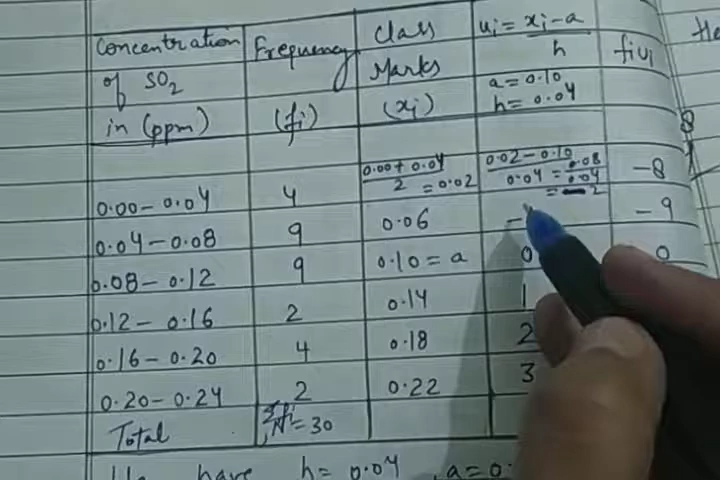 Concentration of SO2 in (ppm) | Frequency (fi) | Class Marks (xi) | ui = xi - a / h a = 0.10 h = 0.04 | fiui
0.00 - 0.04 | 4 | 0.00 + 0.04 / 2 = 0.02 | 0.02 - 0.10 / 0.04 = 0.08 / 0.04 = -2 | -8
0.04 - 0.08 | 9 | 0.06 | - | -9
0.08 - 0.12 | 9 | 0.10 = a | 0 | 0
0.12 - 0.16 | 2 | 0.14 | 1
0.16 - 0.20 | 4 | 0.18 | 2
0.20 - 0.24 | 2 | 0.22 | 3
Total | = 30
have h = 0.04, a = 0.